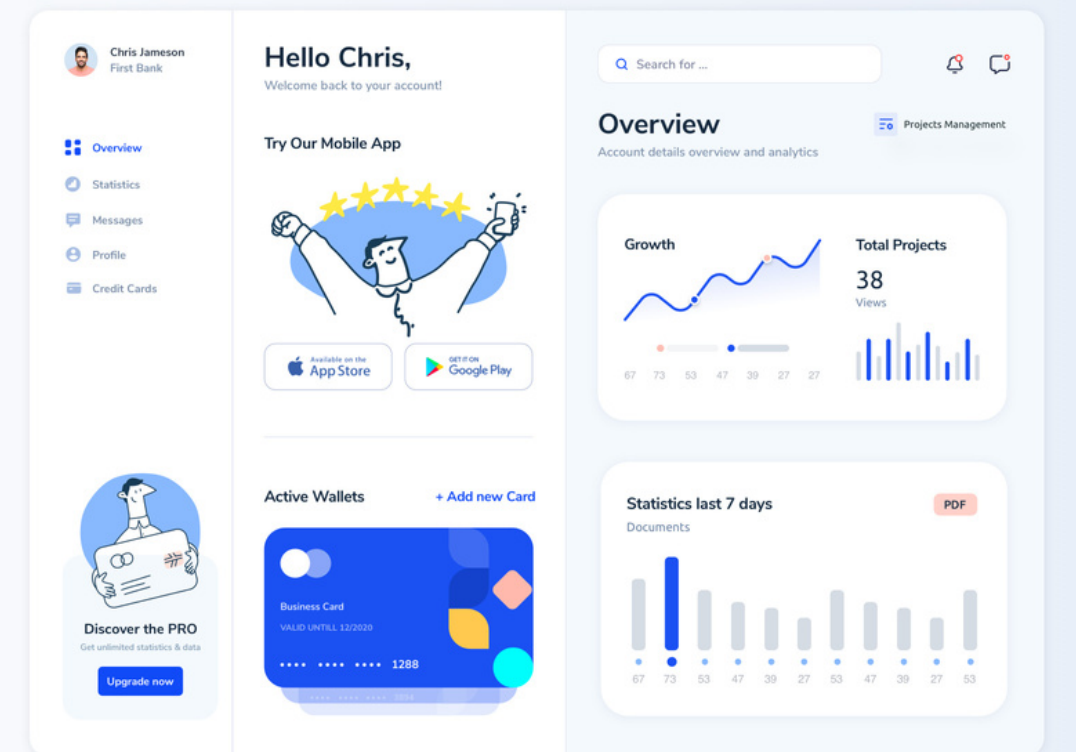 Chris Jameson
First Bank
Overview
Statistics
Messages
Profile
Credit Cards
Discover the PRO
Get unlimited statistics & data
Upgrade now
Hello Chris,
Welcome back to your account!
Try Our Mobile App
Available on the
App Store
GET IT ON
Google Play
Active Wallets
+ Add new Card
Business Card
VALID UNTILL 12/2020
•••• •••• •••• 1288
Search for ...
Overview
Account details overview and analytics
Projects Management
Growth
67 73 53 47 39 27 27
Total Projects
38
Views
Statistics last 7 days
PDF
Documents
67 73 53 47 39 27 53 47 39 27 53